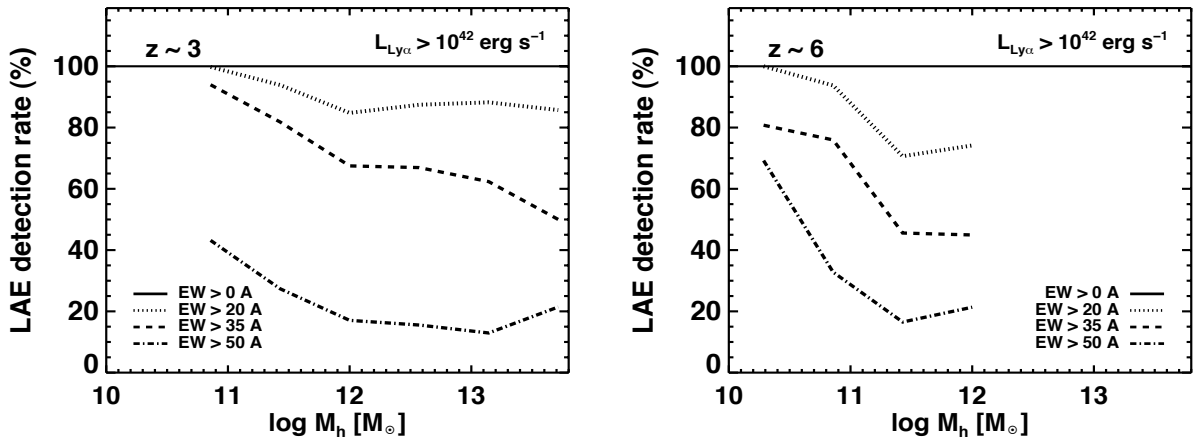 z ~ 3
L_Lyα > 10^42 erg s^−1
LAE detection rate (%)
100
80
60
40
20
0
EW > 0 A
EW > 20 A
EW > 35 A
EW > 50 A
10 11 12 13
log M_h [M_⊙]
z ~ 6
L_Lyα > 10^42 erg s^−1
LAE detection rate (%)
100
80
60
40
20
0
EW > 0 A
EW > 20 A
EW > 35 A
EW > 50 A
10 11 12 13
log M_h [M_⊙]